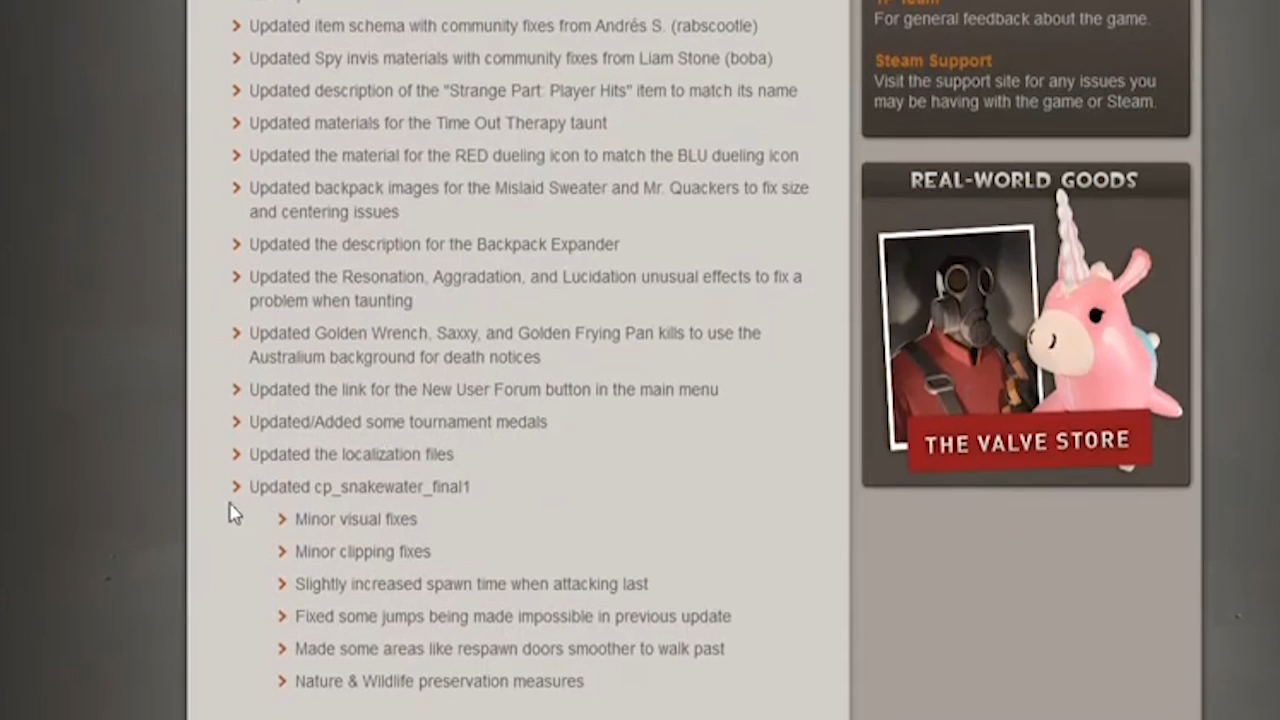 Updated item schema with community fixes from Andrés S. (rabscootle)
Updated Spy invis materials with community fixes from Liam Stone (boba)
Updated description of the "Strange Part: Player Hits" item to match its name
Updated materials for the Time Out Therapy taunt
Updated the material for the RED dueling icon to match the BLU dueling icon
Updated backpack images for the Mislaid Sweater and Mr. Quackers to fix size
and centering issues
Updated the description for the Backpack Expander
Updated the Resonation, Aggradation, and Lucidation unusual effects to fix a
problem when taunting
Updated Golden Wrench, Saxxy, and Golden Frying Pan kills to use the
Australium background for death notices
Updated the link for the New User Forum button in the main menu
Updated/Added some tournament medals
Updated the localization files
Updated cp_snakewater_final1
Minor visual fixes
Minor clipping fixes
Slightly increased spawn time when attacking last
Fixed some jumps being made impossible in previous update
Made some areas like respawn doors smoother to walk past
Nature & Wildlife preservation measures
For general feedback about the game.
Steam Support
Visit the support site for any issues you
may be having with the game or Steam.
REAL-WORLD GOODS
THE VALVE STORE